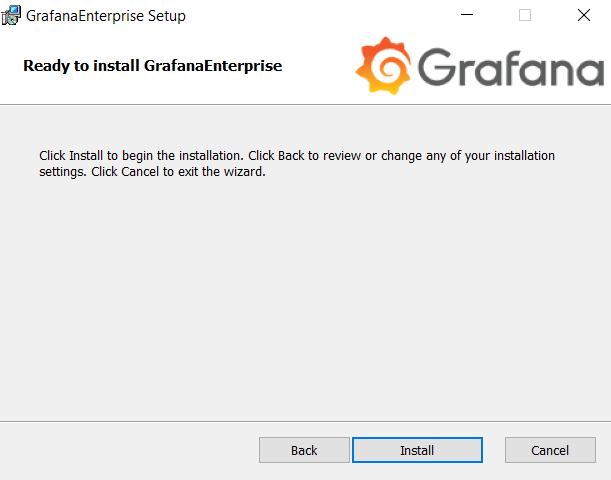 GrafanaEnterprise Setup
Ready to install GrafanaEnterprise
Grafana
Click Install to begin the installation. Click Back to review or change any of your installation
settings. Click Cancel to exit the wizard.
Back
Install
Cancel